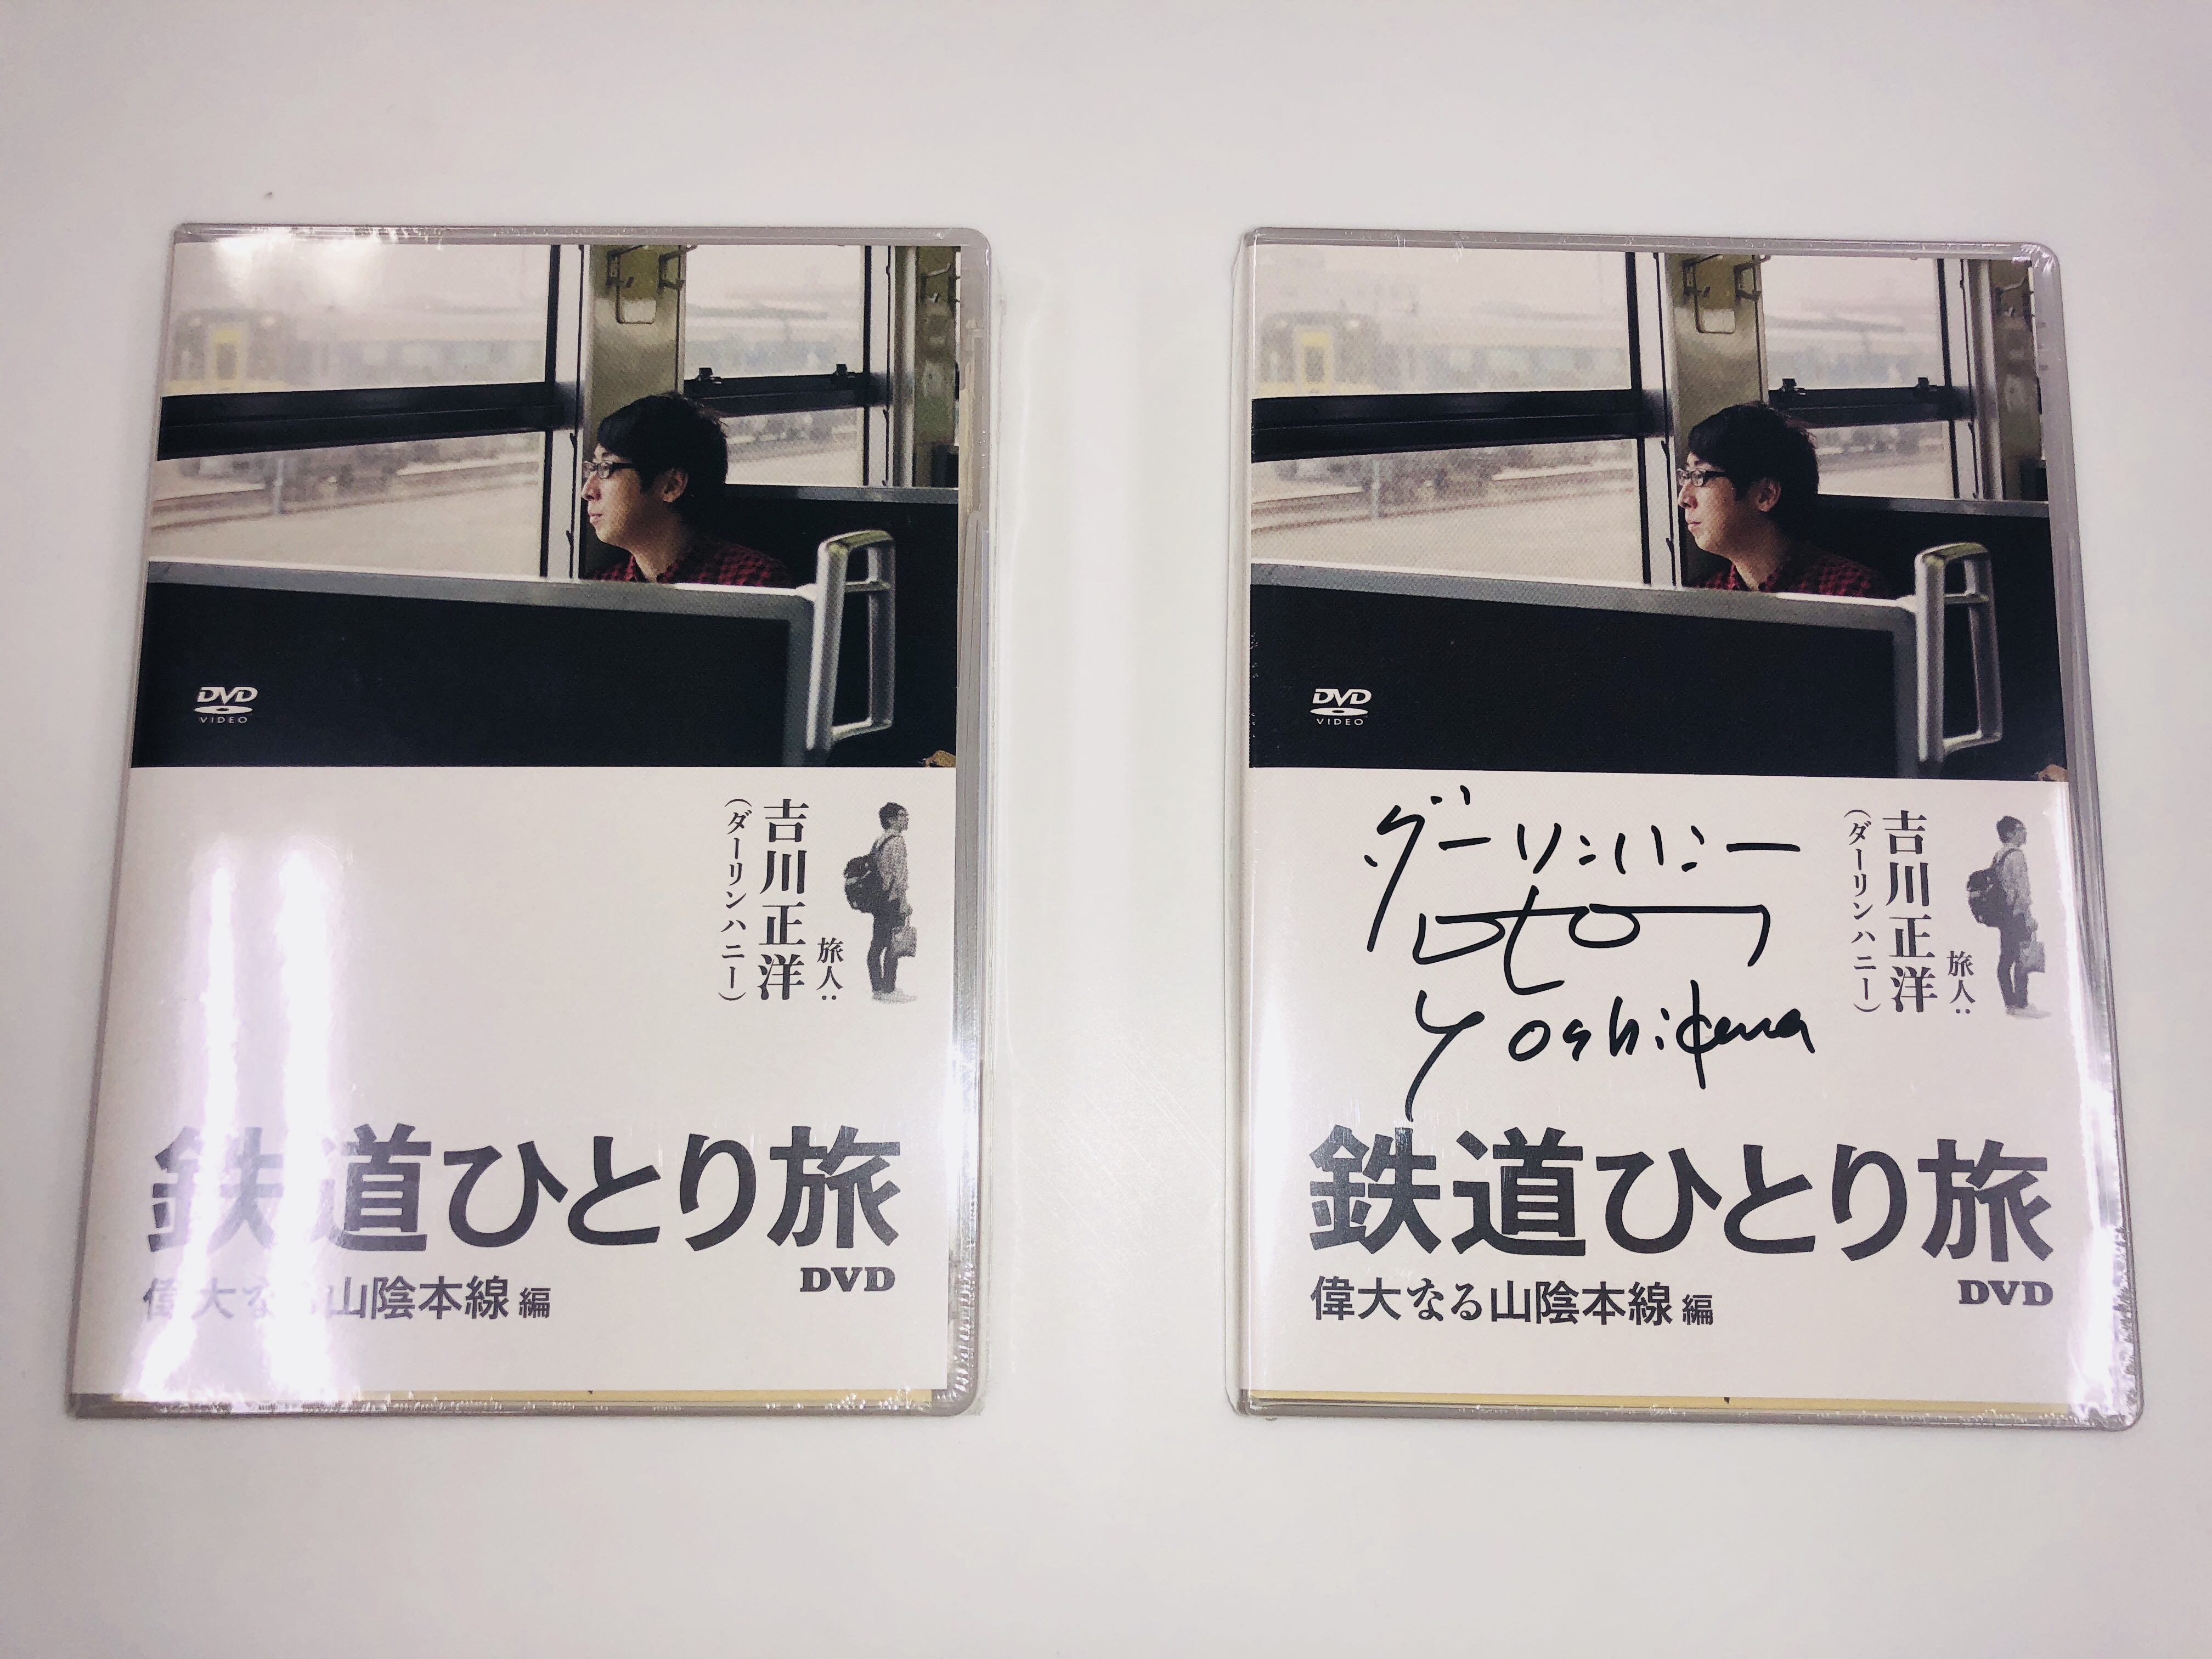 DVD
VIDEO
旅人:
吉川正洋
(ダーリンハニー)
鉄道ひとり旅
DVD
偉大なる山陰本線編
DVD
VIDEO
旅人:
吉川正洋
(ダーリンハニー)
ダーリンハニー
Yoshikawa
鉄道ひとり旅
DVD
偉大なる山陰本線編